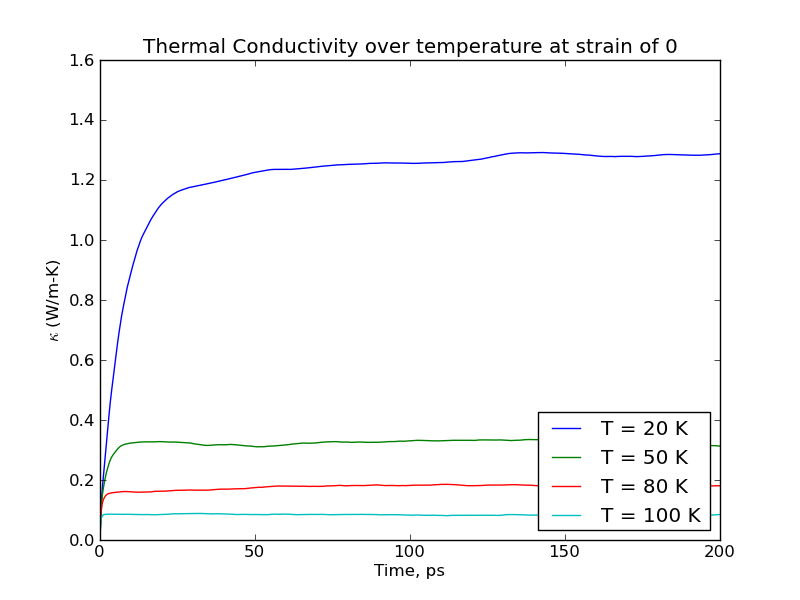 Thermal Conductivity over temperature at strain of 0
1.6
1.4
1.2
1.0
0.8
0.6
0.4
0.2
0.0
κ (W/m-K)
T = 20 K
T = 50 K
T = 80 K
T = 100 K
0 50 100 150 200
Time, ps